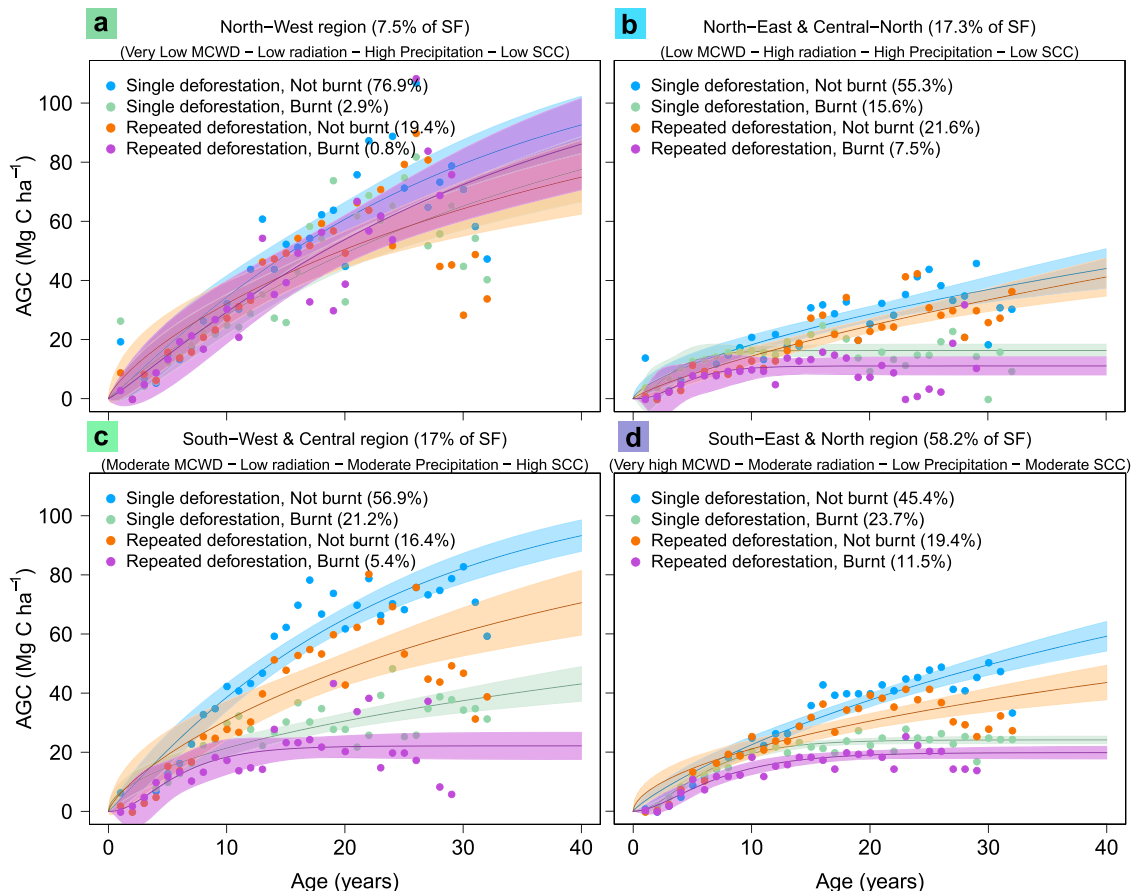 a
North−West region (7.5% of SF)
(Very Low MCWD − Low radiation − High Precipitation − Low SCC)
Single deforestation, Not burnt (76.9%)
Single deforestation, Burnt (2.9%)
Repeated deforestation, Not burnt (19.4%)
Repeated deforestation, Burnt (0.8%)
AGC (Mg C ha⁻¹)
100
80
60
40
20
0
b
North−East & Central−North (17.3% of SF)
(Low MCWD − High radiation − High Precipitation − Low SCC)
Single deforestation, Not burnt (55.3%)
Single deforestation, Burnt (15.6%)
Repeated deforestation, Not burnt (21.6%)
Repeated deforestation, Burnt (7.5%)
c
South−West & Central region (17% of SF)
(Moderate MCWD − Low radiation − Moderate Precipitation − High SCC)
Single deforestation, Not burnt (56.9%)
Single deforestation, Burnt (21.2%)
Repeated deforestation, Not burnt (16.4%)
Repeated deforestation, Burnt (5.4%)
AGC (Mg C ha⁻¹)
100
80
60
40
20
0
0 10 20 30 40
Age (years)
d
South−East & North region (58.2% of SF)
(Very high MCWD − Moderate radiation − Low Precipitation − Moderate SCC)
Single deforestation, Not burnt (45.4%)
Single deforestation, Burnt (23.7%)
Repeated deforestation, Not burnt (19.4%)
Repeated deforestation, Burnt (11.5%)
0 10 20 30 40
Age (years)